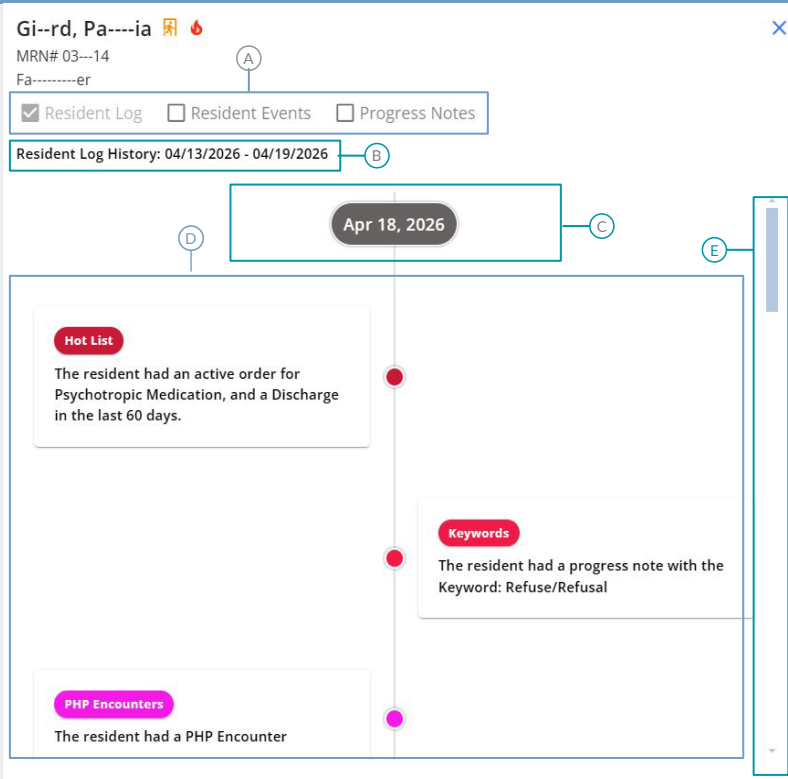 Gi--rd, Pa----ia
MRN# 03---14
Fa---------er
A
Resident Log Resident Events Progress Notes
Resident Log History: 04/13/2026 - 04/19/2026
B
Apr 18, 2026
C
D
E
Hot List
The resident had an active order for
Psychotropic Medication, and a Discharge
in the last 60 days.
Keywords
The resident had a progress note with the
Keyword: Refuse/Refusal
PHP Encounters
The resident had a PHP Encounter